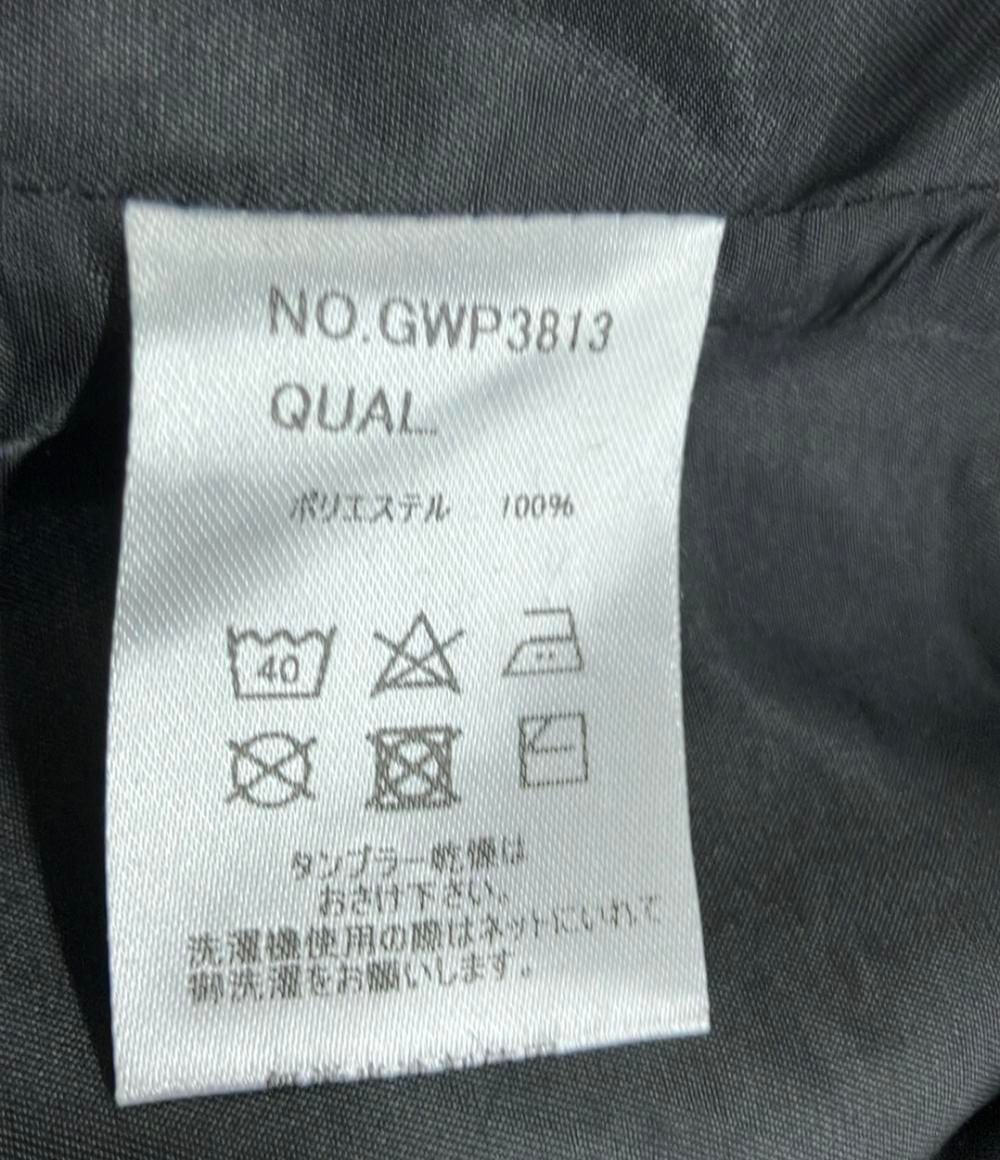 NO.GWP3813
QUAL.
ポリエステル 100%
40
タンブラー乾燥は
おさけ下さい。
洗濯機使用の際はネットにいれて
御洗濯をお願いします。